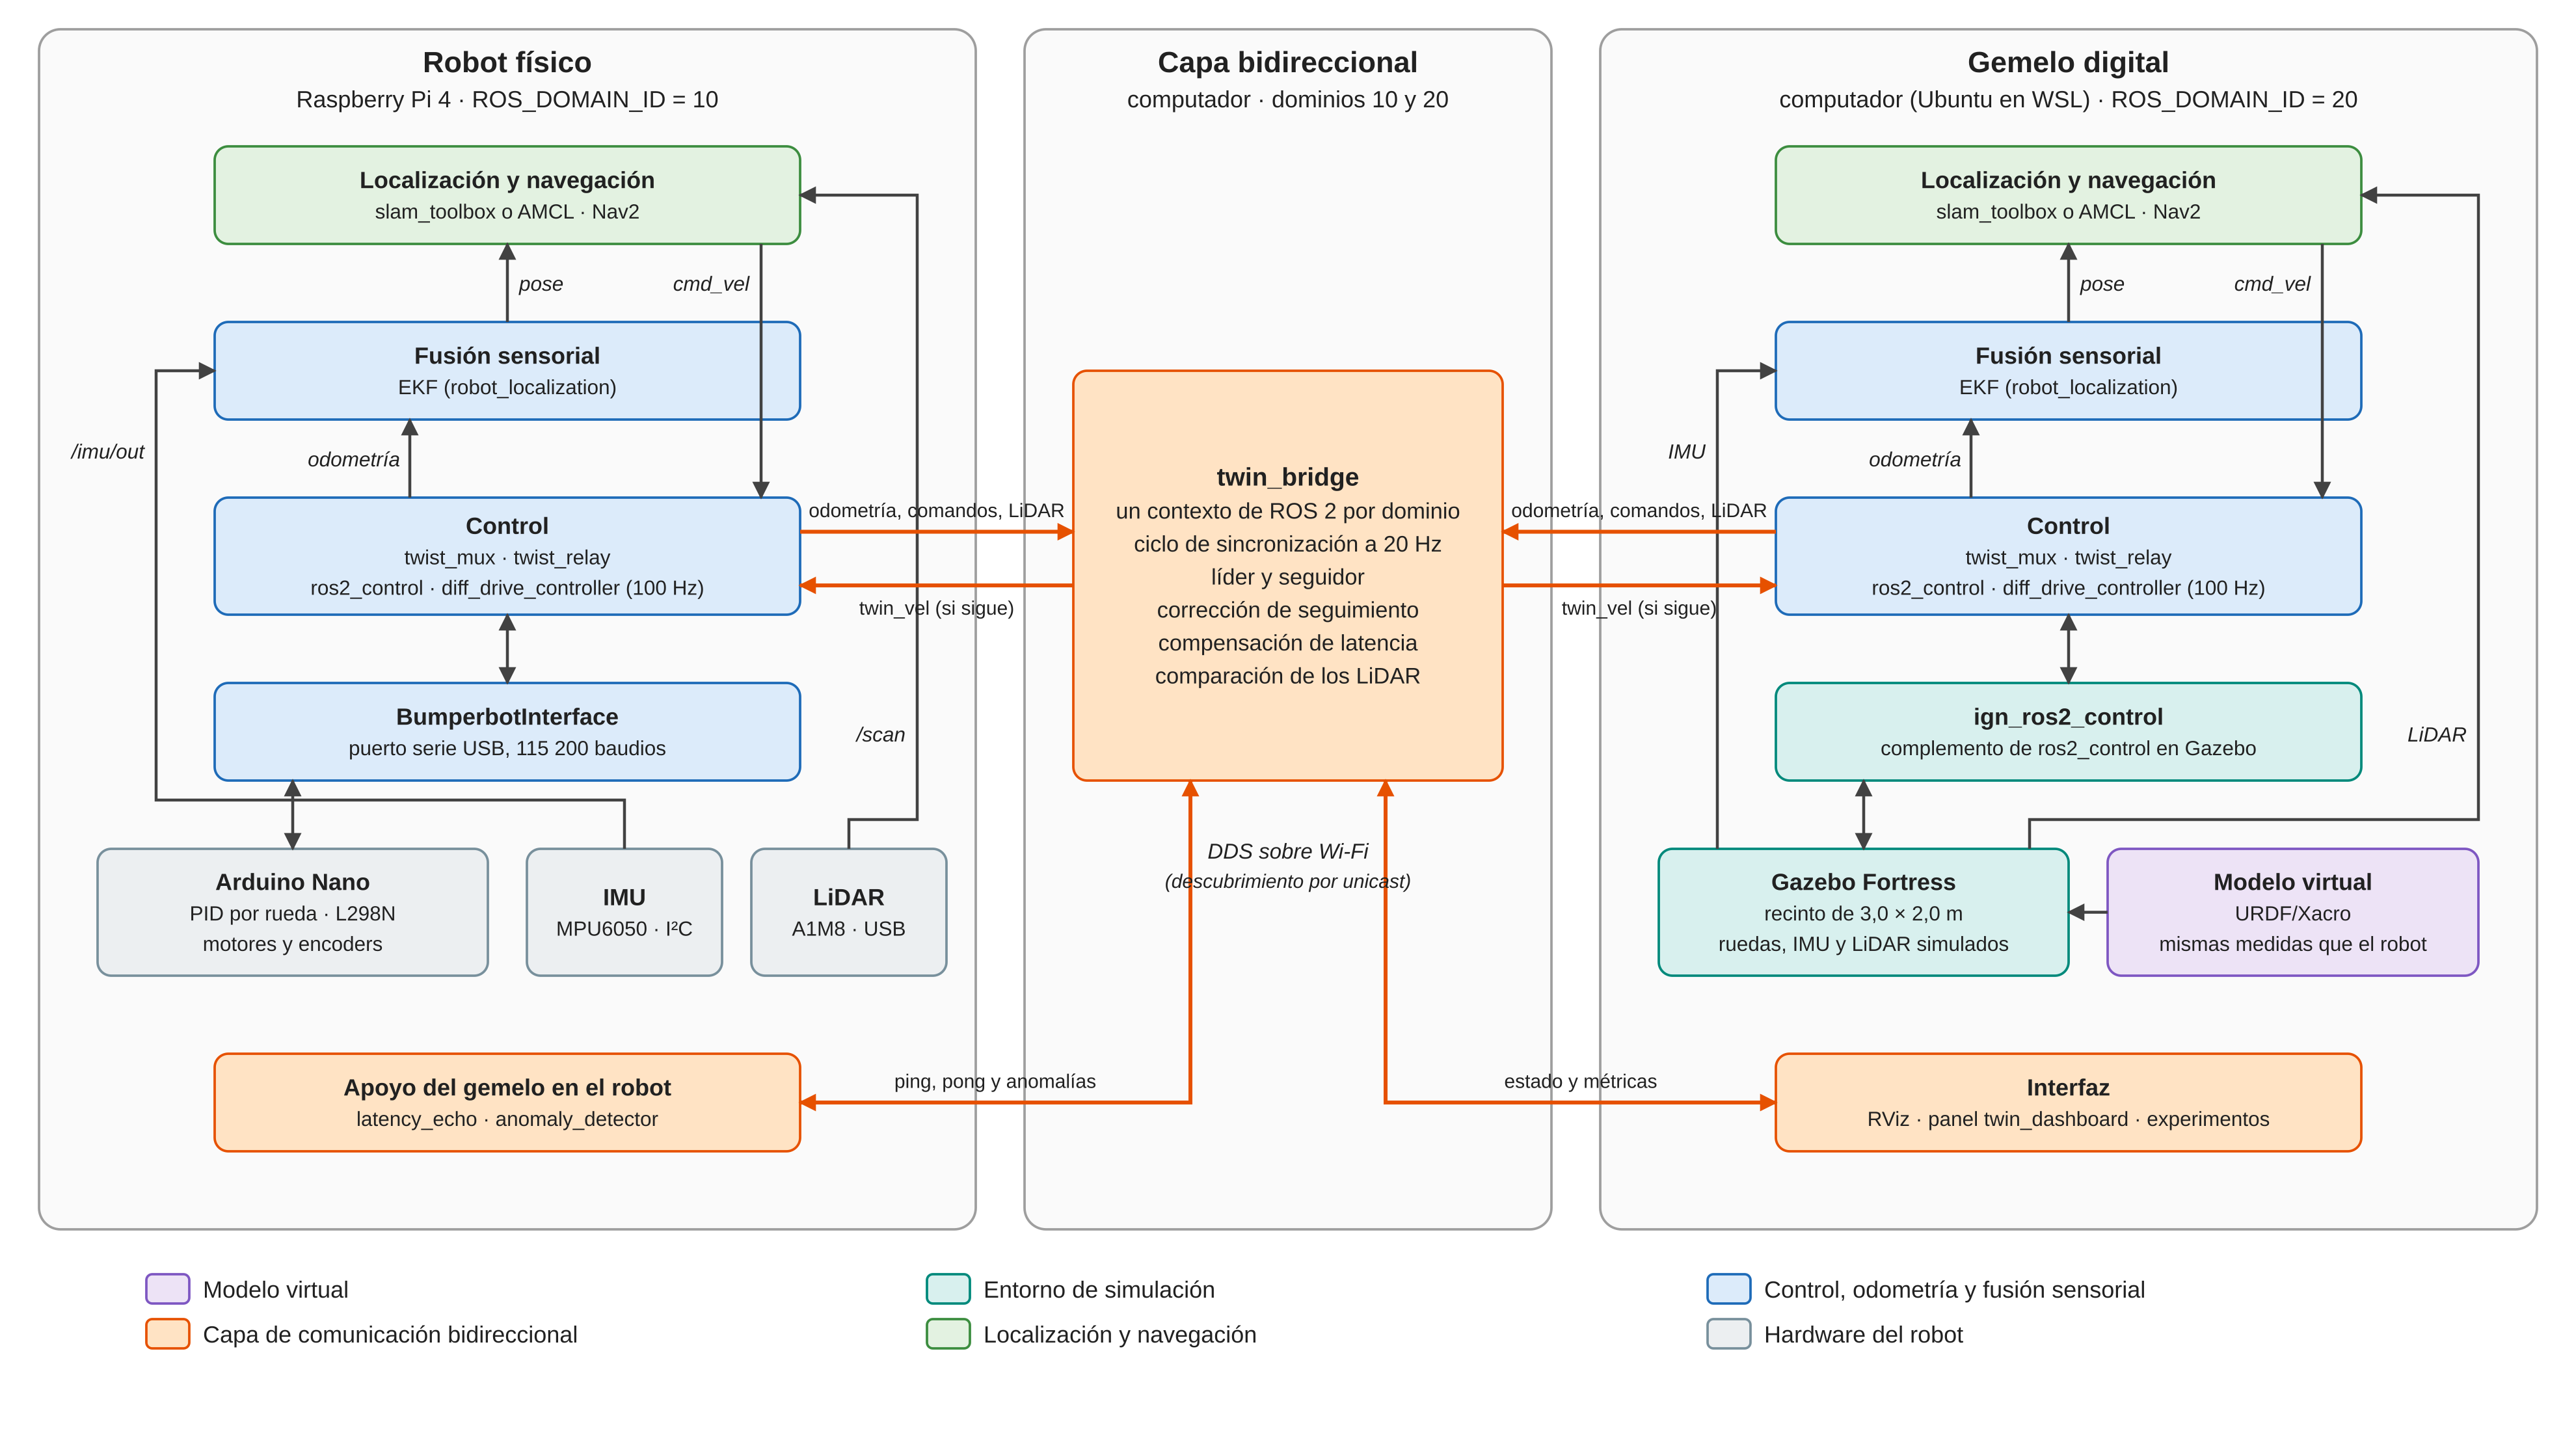 Robot físico
Raspberry Pi 4 · ROS_DOMAIN_ID = 10
Localización y navegación
slam_toolbox o AMCL · Nav2
pose
cmd_vel
Fusión sensorial
EKF (robot_localization)
/imu/out
odometría
Control
twist_mux · twist_relay
ros2_control · diff_drive_controller (100 Hz)
BumperbotInterface
puerto serie USB, 115 200 baudios
/scan
Arduino Nano
PID por rueda · L298N
motores y encoders
IMU
MPU6050 · I²C
LiDAR
A1M8 · USB
Apoyo del gemelo en el robot
latency_echo · anomaly_detector
Capa bidireccional
computador · dominios 10 y 20
odometría, comandos, LiDAR
twin_vel (si sigue)
twin_bridge
un contexto de ROS 2 por dominio
ciclo de sincronización a 20 Hz
líder y seguidor
corrección de seguimiento
compensación de latencia
comparación de los LiDAR
odometría, comandos, LiDAR
twin_vel (si sigue)
DDS sobre Wi-Fi
(descubrimiento por unicast)
ping, pong y anomalías
estado y métricas
Gemelo digital
computador (Ubuntu en WSL) · ROS_DOMAIN_ID = 20
Localización y navegación
slam_toolbox o AMCL · Nav2
pose
cmd_vel
Fusión sensorial
EKF (robot_localization)
IMU
odometría
Control
twist_mux · twist_relay
ros2_control · diff_drive_controller (100 Hz)
ign_ros2_control
complemento de ros2_control en Gazebo
LiDAR
Gazebo Fortress
recinto de 3,0 × 2,0 m
ruedas, IMU y LiDAR simulados
Modelo virtual
URDF/Xacro
mismas medidas que el robot
Interfaz
RViz · panel twin_dashboard · experimentos
Modelo virtual
Entorno de simulación
Control, odometría y fusión sensorial
Capa de comunicación bidireccional
Localización y navegación
Hardware del robot